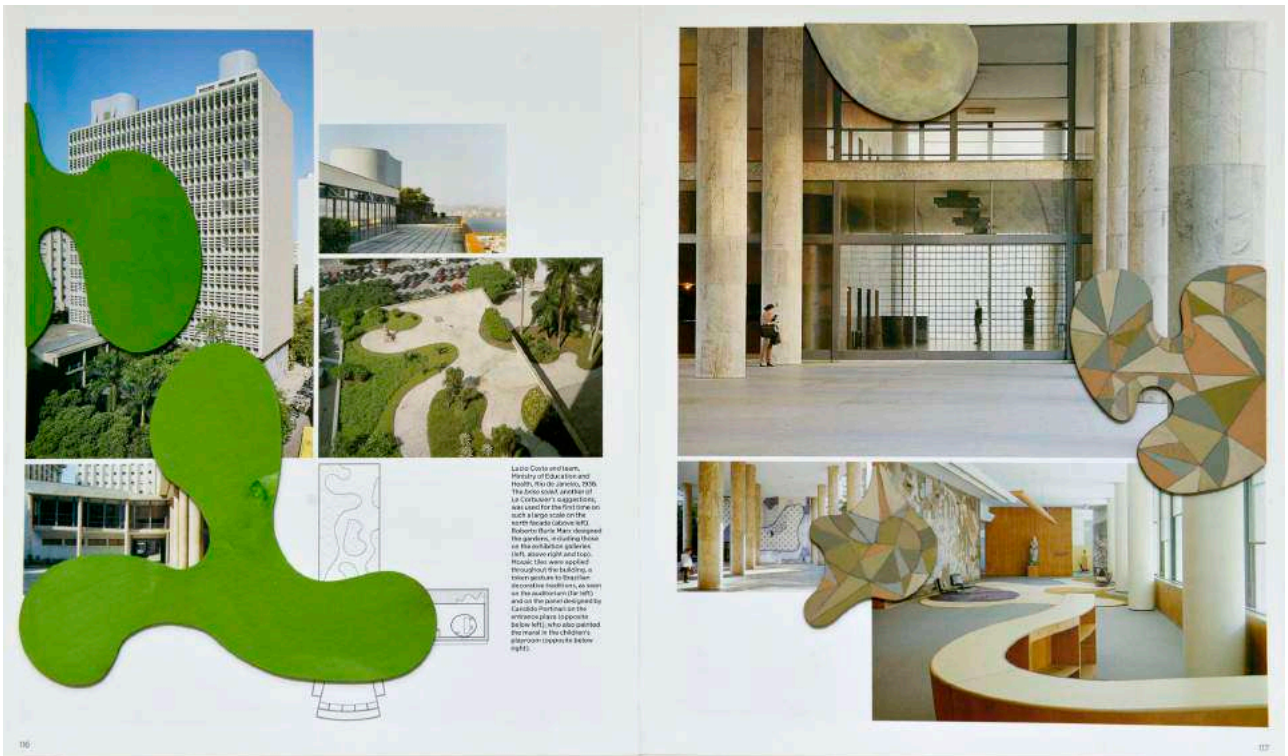 Lucio Costa and team,
Ministry of Education and
Health, Rio de Janeiro, 1936.
The brise soleil, another of
Le Corbusier's suggestions,
was used for the first time on
such a large scale on the
north facade (above left).
Roberto Burle Marx designed
the gardens, including those
on the exhibition galleries
(left, above right and top).
Mosaic tiles were applied
throughout the building, a
token gesture to Brazilian
decorative traditions, as seen
on the auditorium (far left)
and on the panel designed by
Candido Portinari on the
entrance place (opposite
below left); who also painted
the mural in the children's
playroom (opposite below
right).
116
117